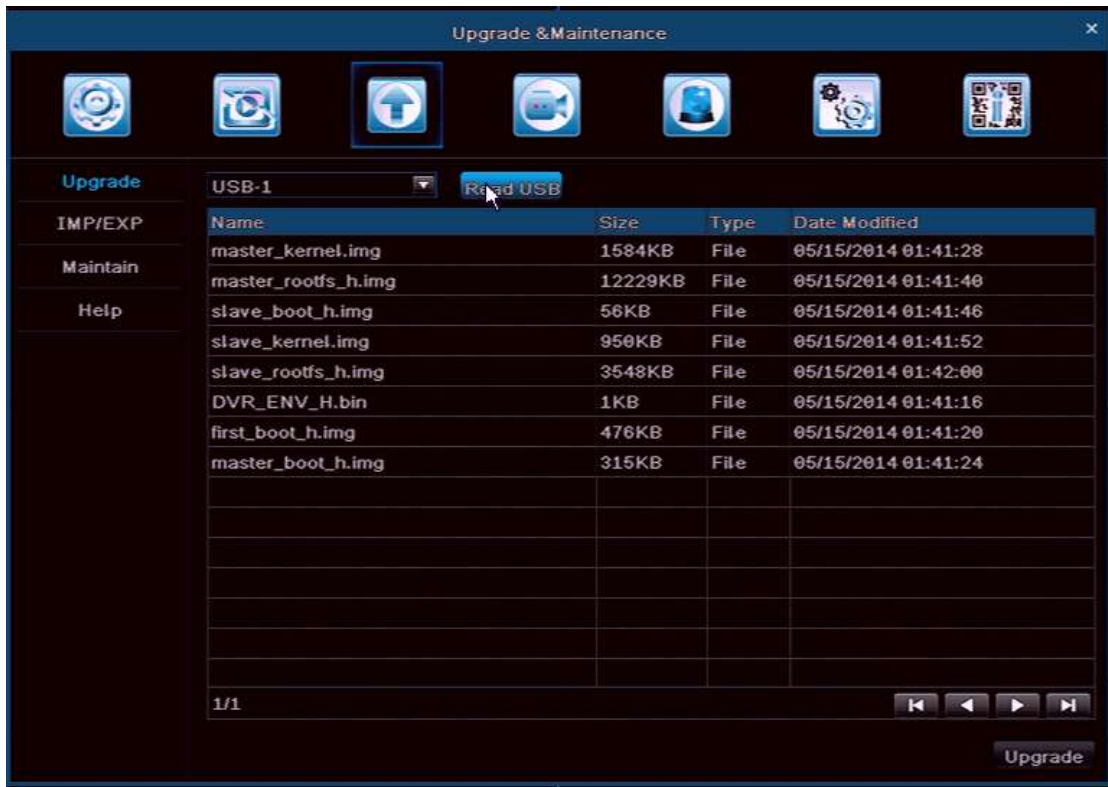 Upgrade &Maintenance
Upgrade
USB-1
Read USB
IMP/EXP
Name Size Type Date Modified
master_kernel.img 1584KB File 05/15/2014 01:41:28
Maintain
master_rootfs_h.img 12229KB File 05/15/2014 01:41:40
Help
slave_boot_h.img 56KB File 05/15/2014 01:41:46
slave_kernel.img 950KB File 05/15/2014 01:41:52
slave_rootfs_h.img 3548KB File 05/15/2014 01:42:00
DVR_ENV_H.bin 1KB File 05/15/2014 01:41:16
first_boot_h.img 476KB File 05/15/2014 01:41:20
master_boot_h.img 315KB File 05/15/2014 01:41:24
1/1
Upgrade